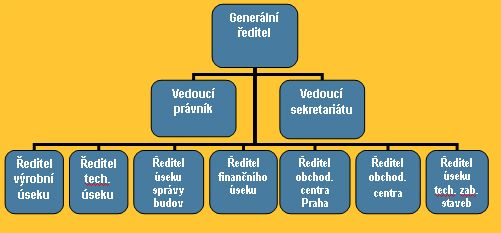 Generální
ředitel
Vedoucí
právník
Vedoucí
sekretariátu
Ředitel
výrobní
úseku
Ředitel
tech.
úseku
Ředitel
úseku
správy
budov
Ředitel
finančního
úseku
Ředitel
obchod.
centra
Praha
Ředitel
obchod.
centra
Ředitel
úseku
tech. zab.
staveb